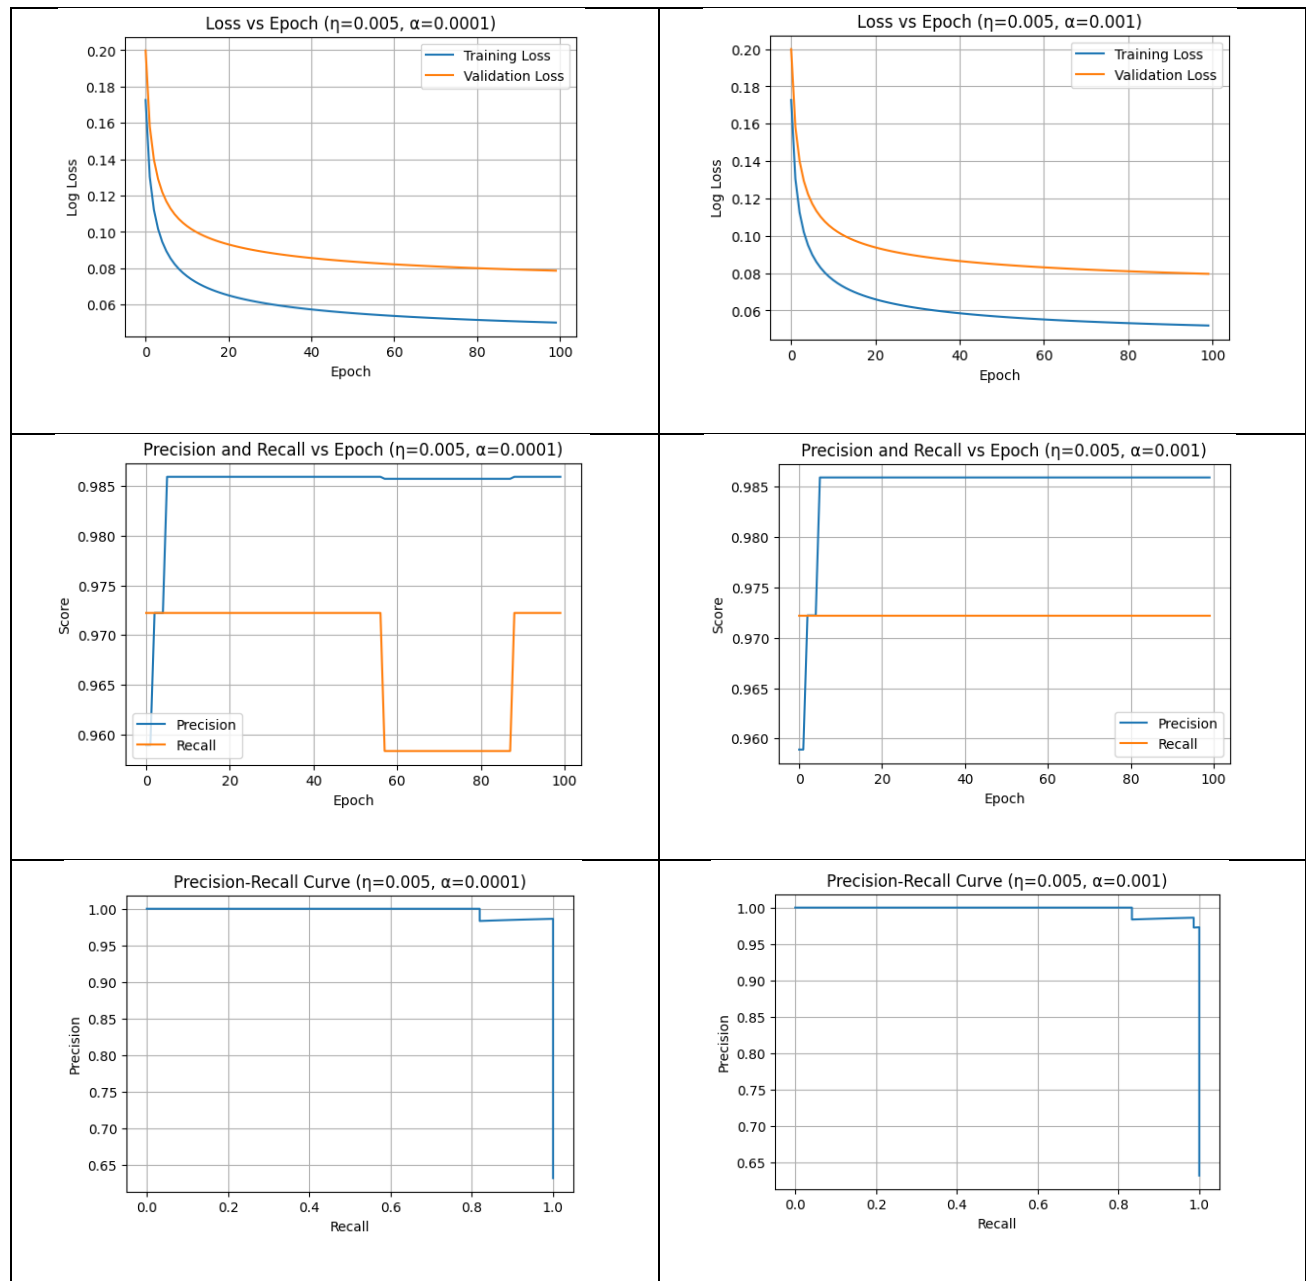 Loss vs Epoch (η=0.005, α=0.0001)
Log Loss
0.20
0.18
0.16
0.14
0.12
0.10
0.08
0.06
Training Loss
Validation Loss
0 20 40 60 80 100
Epoch
Loss vs Epoch (η=0.005, α=0.001)
Log Loss
0.20
0.18
0.16
0.14
0.12
0.10
0.08
0.06
Training Loss
Validation Loss
0 20 40 60 80 100
Epoch
Precision and Recall vs Epoch (η=0.005, α=0.0001)
Score
0.985
0.980
0.975
0.970
0.965
0.960
Precision
Recall
0 20 40 60 80 100
Epoch
Precision and Recall vs Epoch (η=0.005, α=0.001)
Score
0.985
0.980
0.975
0.970
0.965
0.960
Precision
Recall
0 20 40 60 80 100
Epoch
Precision-Recall Curve (η=0.005, α=0.0001)
Precision
1.00
0.95
0.90
0.85
0.80
0.75
0.70
0.65
0.0 0.2 0.4 0.6 0.8 1.0
Recall
Precision-Recall Curve (η=0.005, α=0.001)
Precision
1.00
0.95
0.90
0.85
0.80
0.75
0.70
0.65
0.0 0.2 0.4 0.6 0.8 1.0
Recall